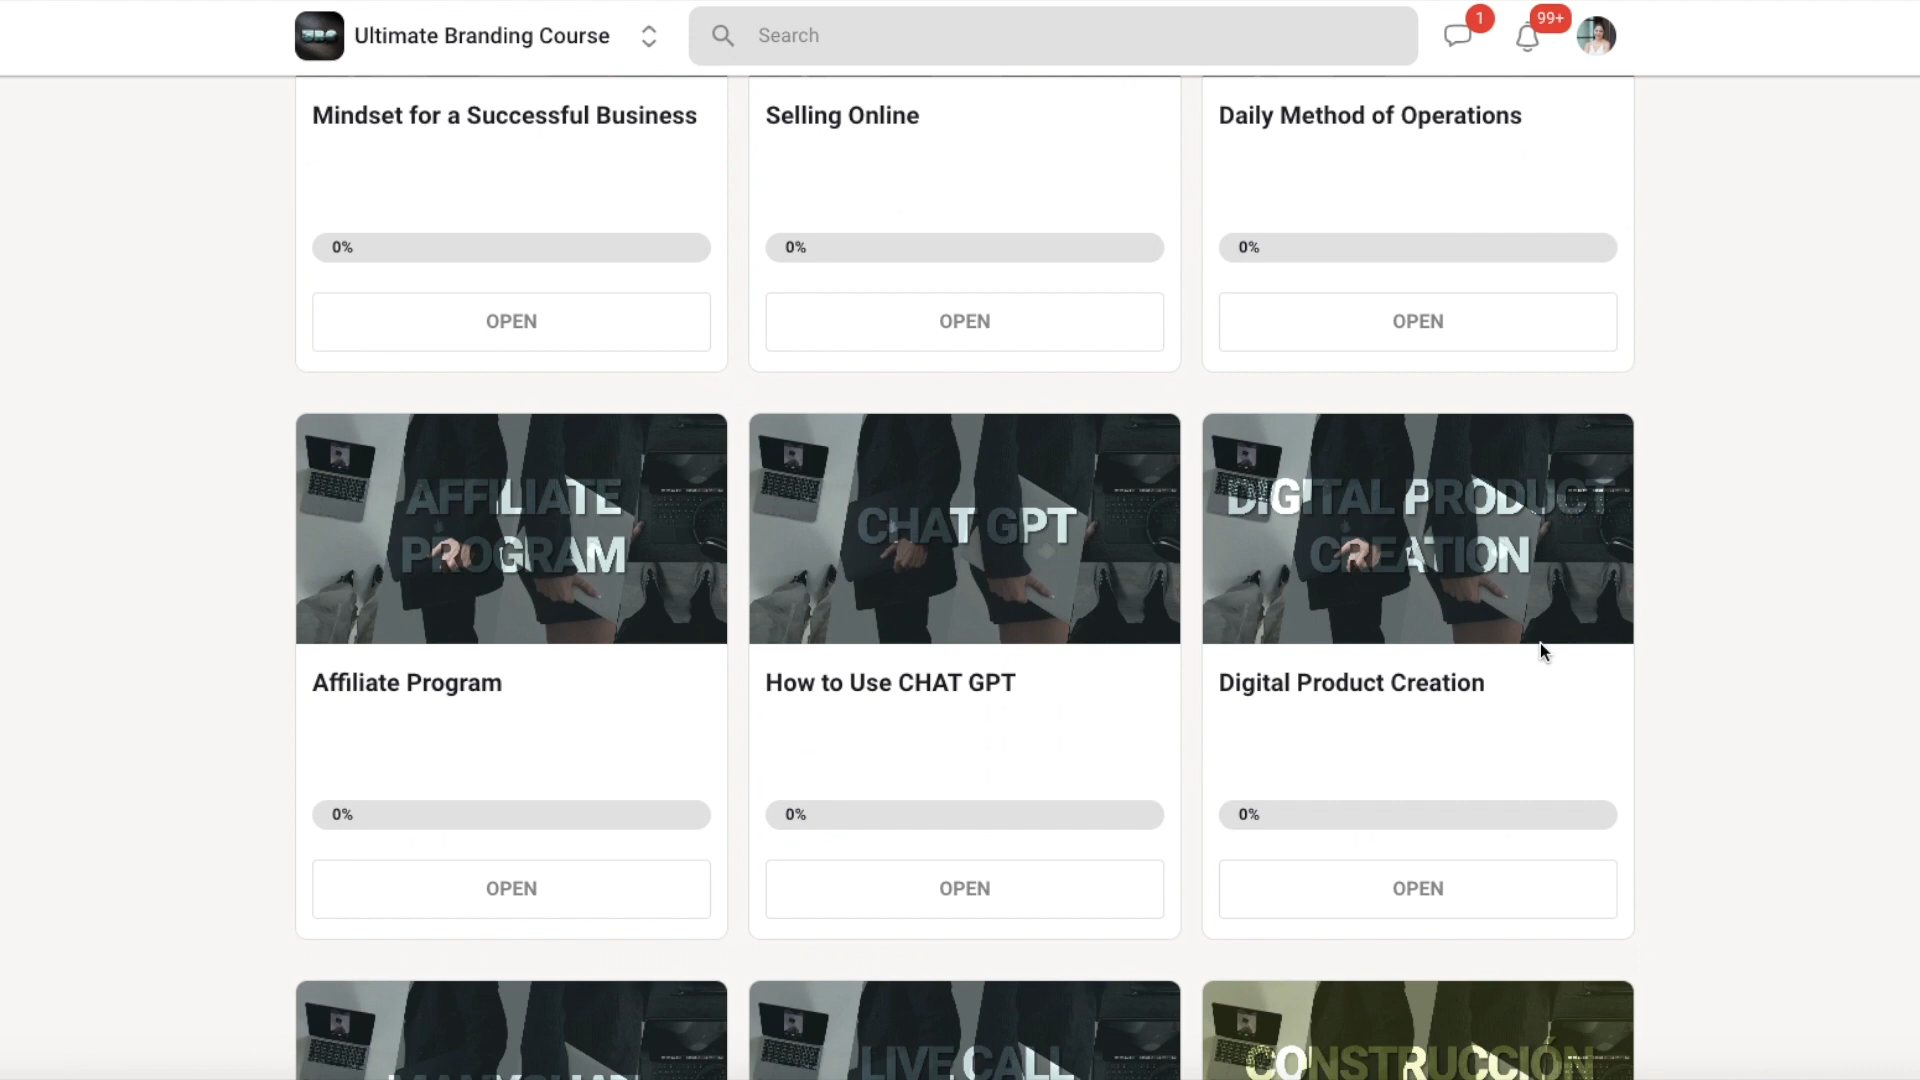 UBC
Ultimate Branding Course
Search
1
99+
Mindset for a Successful Business
Selling Online
Daily Method of Operations
0%
0%
0%
OPEN
OPEN
OPEN
AFFILIATE
PROGRAM
CHAT GPT
DIGITAL PRODUCT
CREATION
Affiliate Program
How to Use CHAT GPT
Digital Product Creation
0%
0%
0%
OPEN
OPEN
OPEN
LIVE CALL
CONSTRUCCION